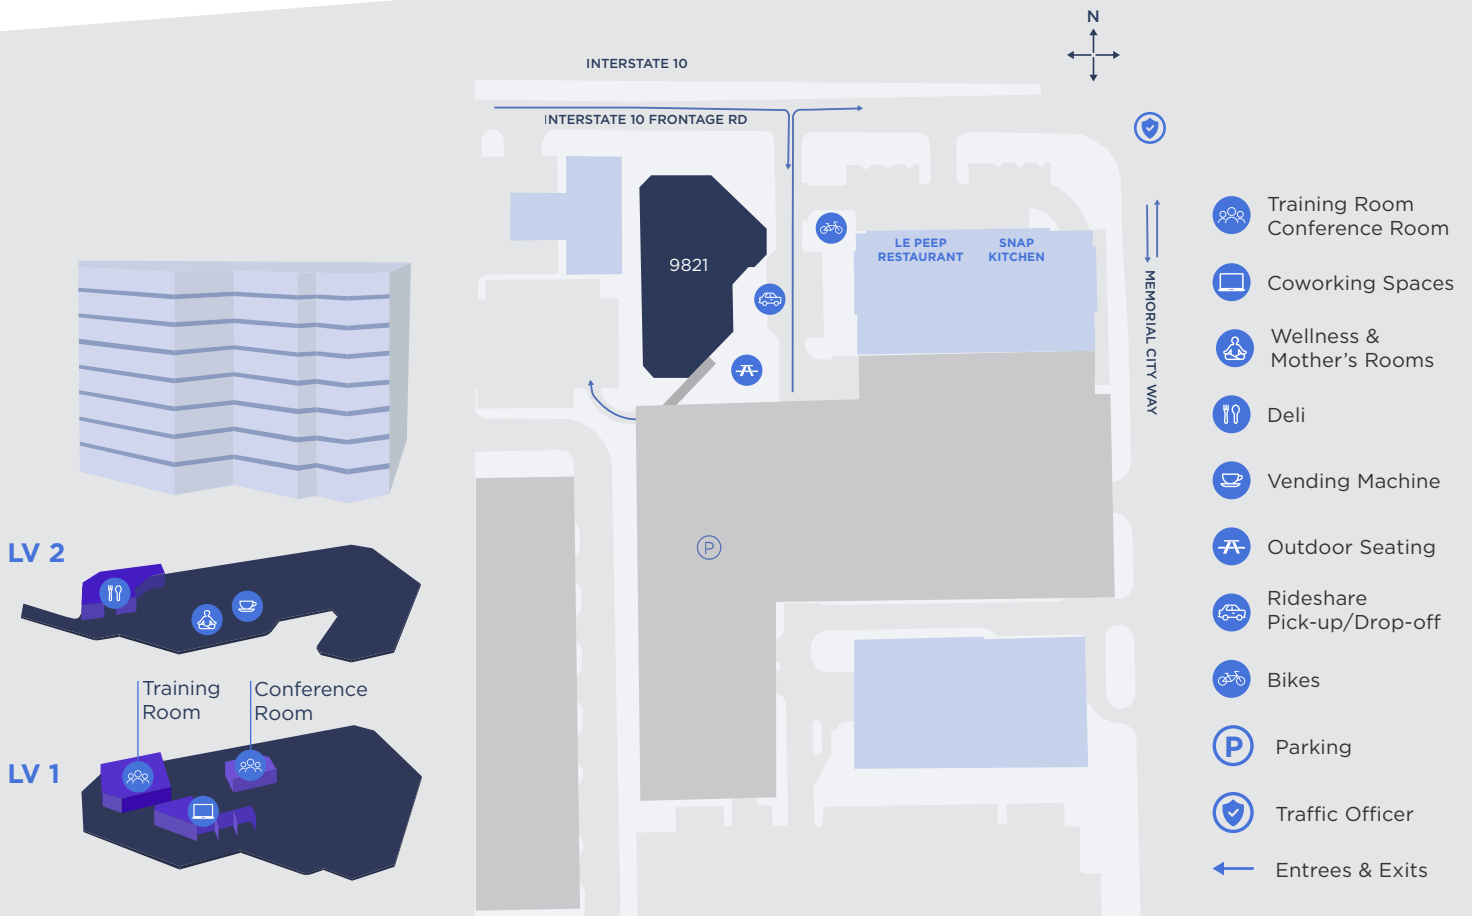 N
INTERSTATE 10
INTERSTATE 10 FRONTAGE RD
LE PEEP
RESTAURANT
SNAP
KITCHEN
9821
MEMORIAL CITY WAY
P
LV 2
Training
Room
Conference
Room
LV 1
Training Room
Conference Room
Coworking Spaces
Wellness &
Mother's Rooms
Deli
Vending Machine
Outdoor Seating
Rideshare
Pick-up/Drop-off
Bikes
P
Parking
Traffic Officer
Entrees & Exits